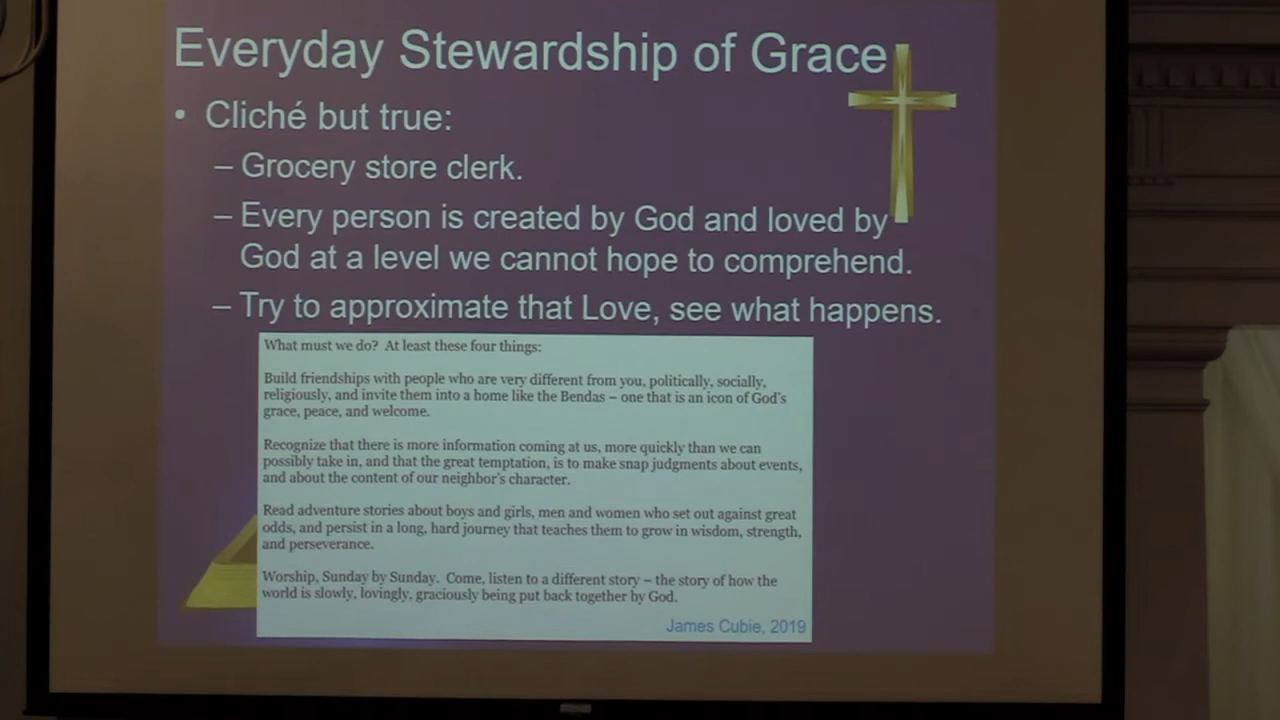 Everyday Stewardship of Grace
• Cliché but true:
– Grocery store clerk.
– Every person is created by God and loved by
God at a level we cannot hope to comprehend.
– Try to approximate that Love, see what happens.
What must we do? At least these four things:
Build friendships with people who are very different from you, politically, socially,
religiously, and invite them into a home like the Bendas – one that is an icon of God's
grace, peace, and welcome.
Recognize that there is more information coming at us, more quickly than we can
possibly take in, and that the great temptation, is to make snap judgments about events,
and about the content of our neighbor's character.
Read adventure stories about boys and girls, men and women who set out against great
odds, and persist in a long, hard journey that teaches them to grow in wisdom, strength,
and perseverance.
Worship, Sunday by Sunday. Come, listen to a different story – the story of how the
world is slowly, lovingly, graciously being put back together by God.
James Cubie, 2019